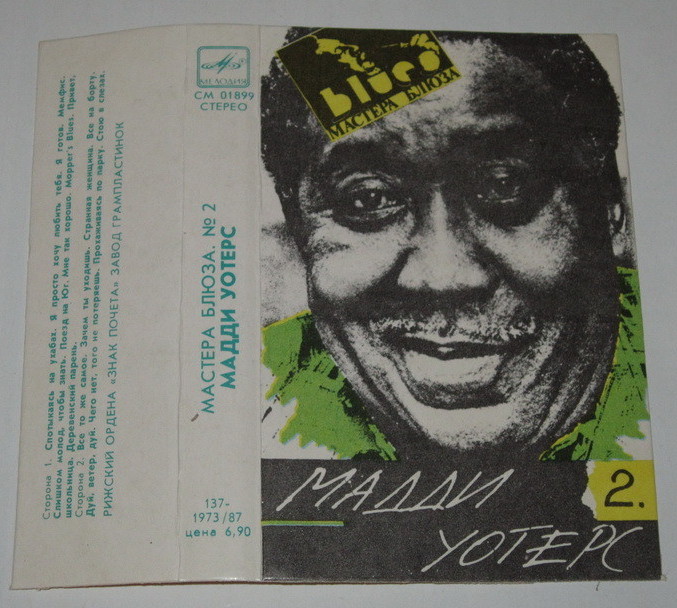 Сторона 1. Спотыкаясь на ухабах. Я просто хочу любить тебя. Я готов. Мемфис.
Слишком молод, чтобы знать. Поезд на Юг. Мне так хорошо. Mopper's Blues. Привет,
школьница. Деревенский парень.
Сторона 2. Все то же самое. Зачем ты уходишь. Странная женщина. Все на борту.
Дуй, ветер, дуй. Чего нет, того не потеряешь. Прохаживаясь по парку. Стою в слезах.
РИЖСКИЙ ОРДЕНА «ЗНАК ПОЧЕТА» ЗАВОД ГРАМПЛАСТИНОК
МЕЛОДИЯ
СМ 01899
СТЕРЕО
МАСТЕРА БЛЮЗА. № 2
МАДДИ УОТЕРС
137-
1973/87
цена 6,90
blues
МАСТЕРА БЛЮЗА
МАДДИ
2.
УОТЕРС